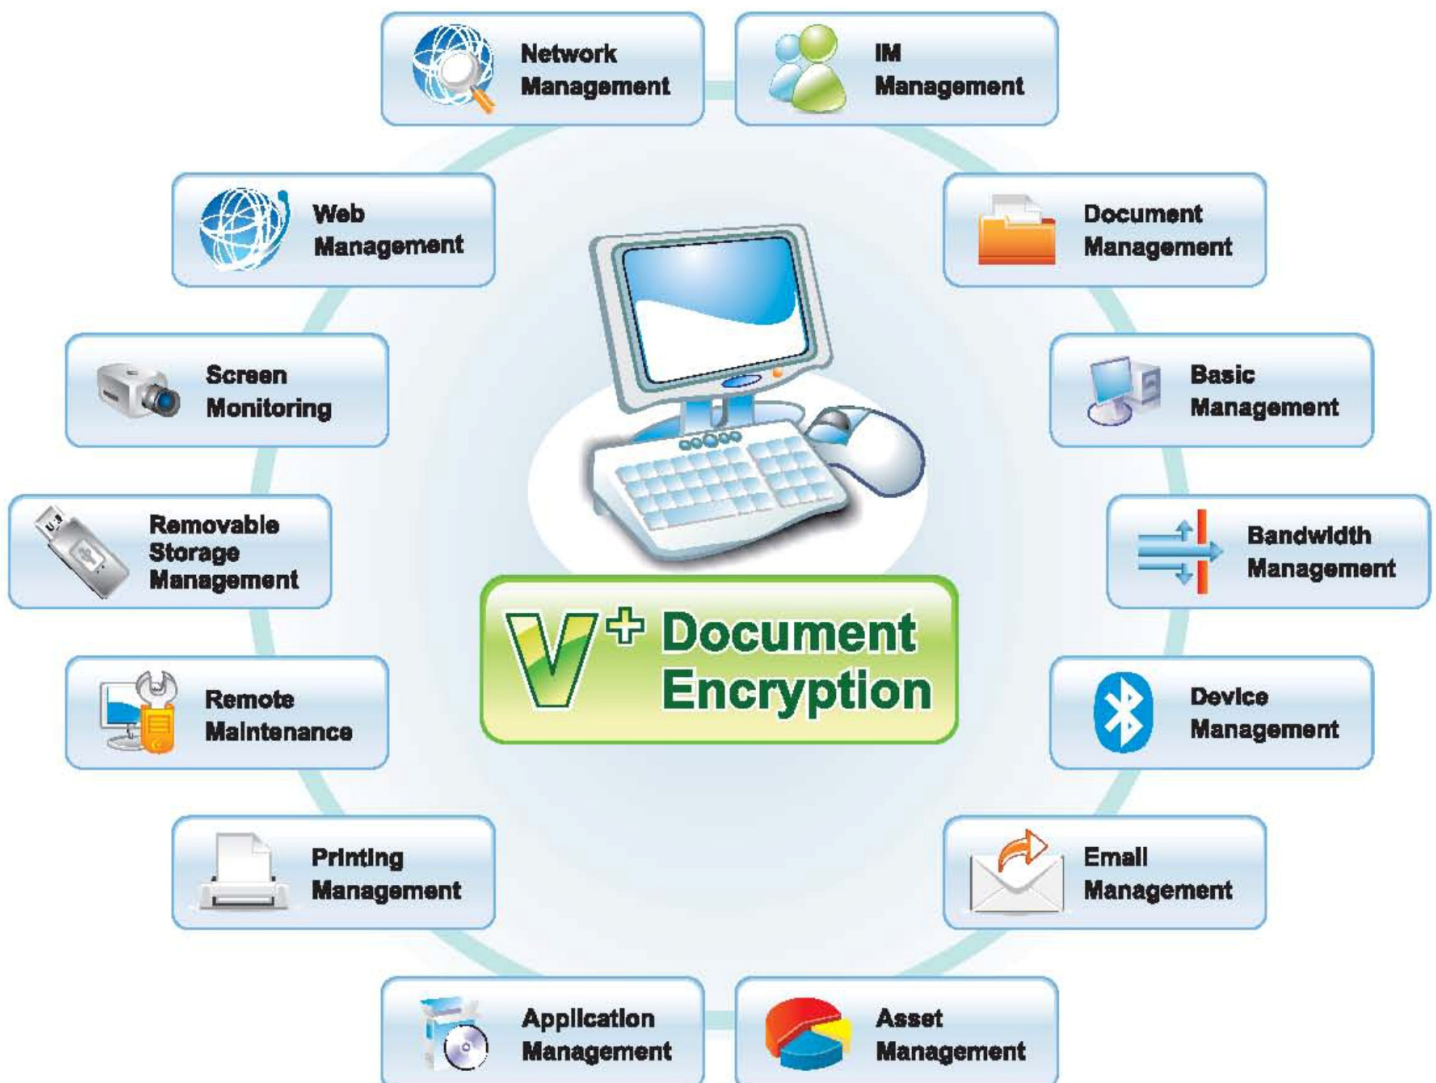 Network
Management
IM
Management
Web
Management
Document
Management
Screen
Monitoring
Basic
Management
Removable
Storage
Management
Bandwidth
Management
V+ Document
Encryption
Remote
Maintenance
Device
Management
Printing
Management
Email
Management
Application
Management
Asset
Management